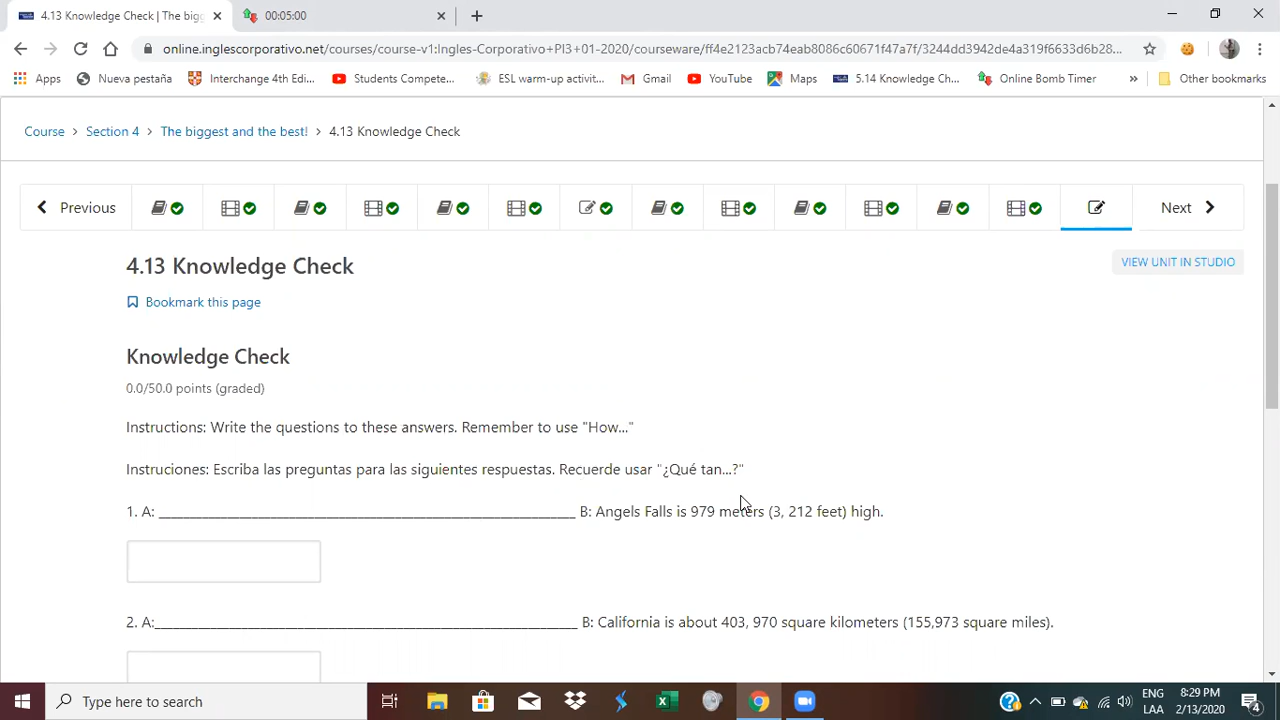 4.13 Knowledge Check | The big
00:05:00
online.inglescorporativo.net/courses/course-v1:Ingles-Corporativo+PI3+01-2020/courseware/ff4e2123acb74eab8086c60671f47a7f/3244dd3942de4a319f6633d6b28...
Apps Nueva pestaña Interchange 4th Edi... Students Compete... ESL warm-up activit... Gmail YouTube Maps 5.14 Knowledge Ch... Online Bomb Timer » Other bookmarks
Course > Section 4 > The biggest and the best! > 4.13 Knowledge Check
Previous Next
4.13 Knowledge Check
VIEW UNIT IN STUDIO
Bookmark this page
Knowledge Check
0.0/50.0 points (graded)
Instructions: Write the questions to these answers. Remember to use "How..."
Instruciones: Escriba las preguntas para las siguientes respuestas. Recuerde usar "¿Qué tan...?"
1. A: ________________________________________________ B: Angels Falls is 979 meters (3, 212 feet) high.
2. A:_________________________________________________ B: California is about 403, 970 square kilometers (155,973 square miles).
Type here to search
ENG 8:29 PM
LAA 2/13/2020
4